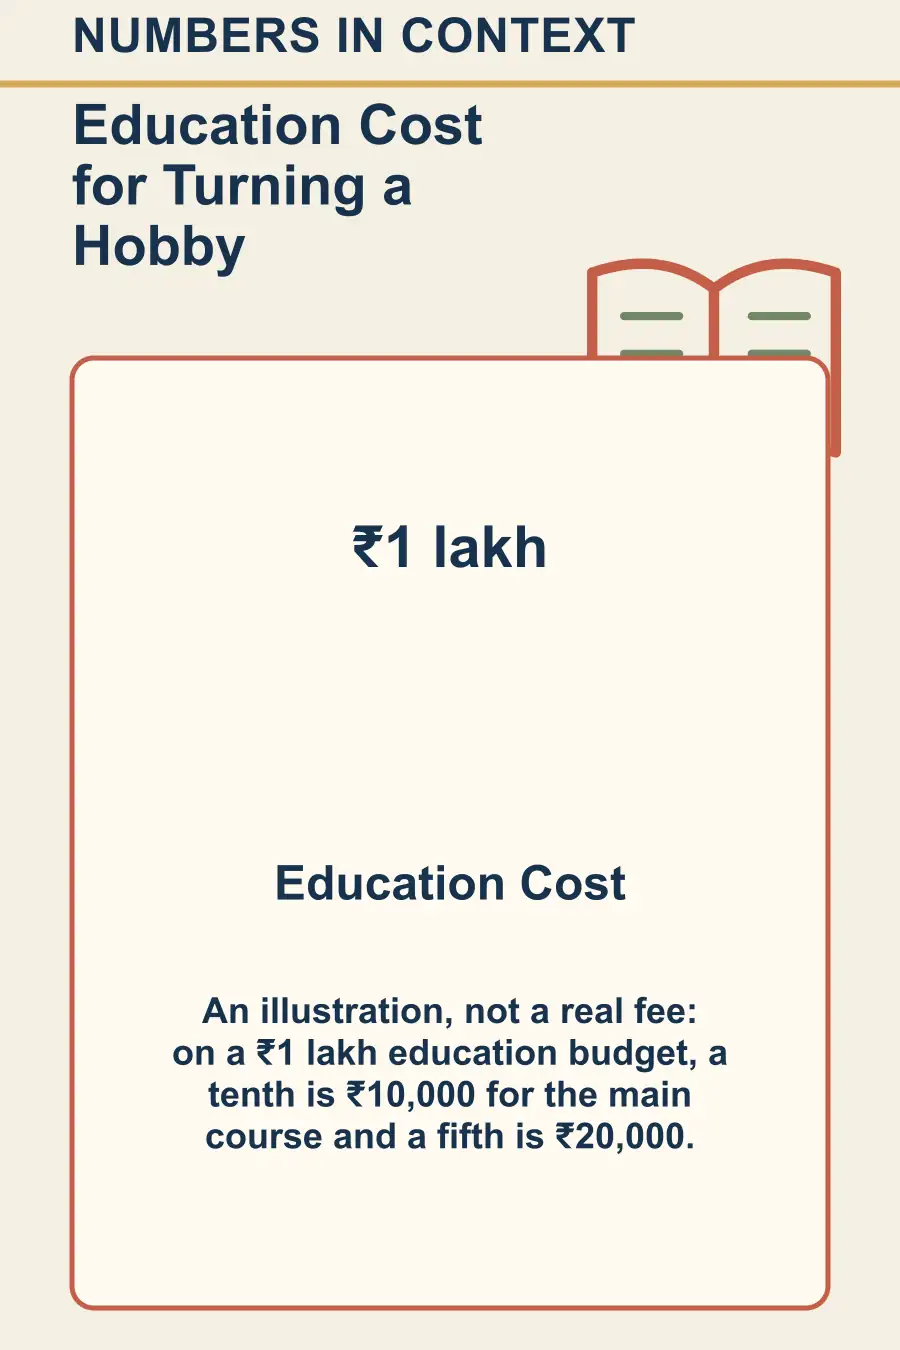 NUMBERS IN CONTEXT
Education Cost
for Turning a
Hobby
₹1 lakh
Education Cost
An illustration, not a real fee:
on a ₹1 lakh education budget, a
tenth is ₹10,000 for the main
course and a fifth is ₹20,000.